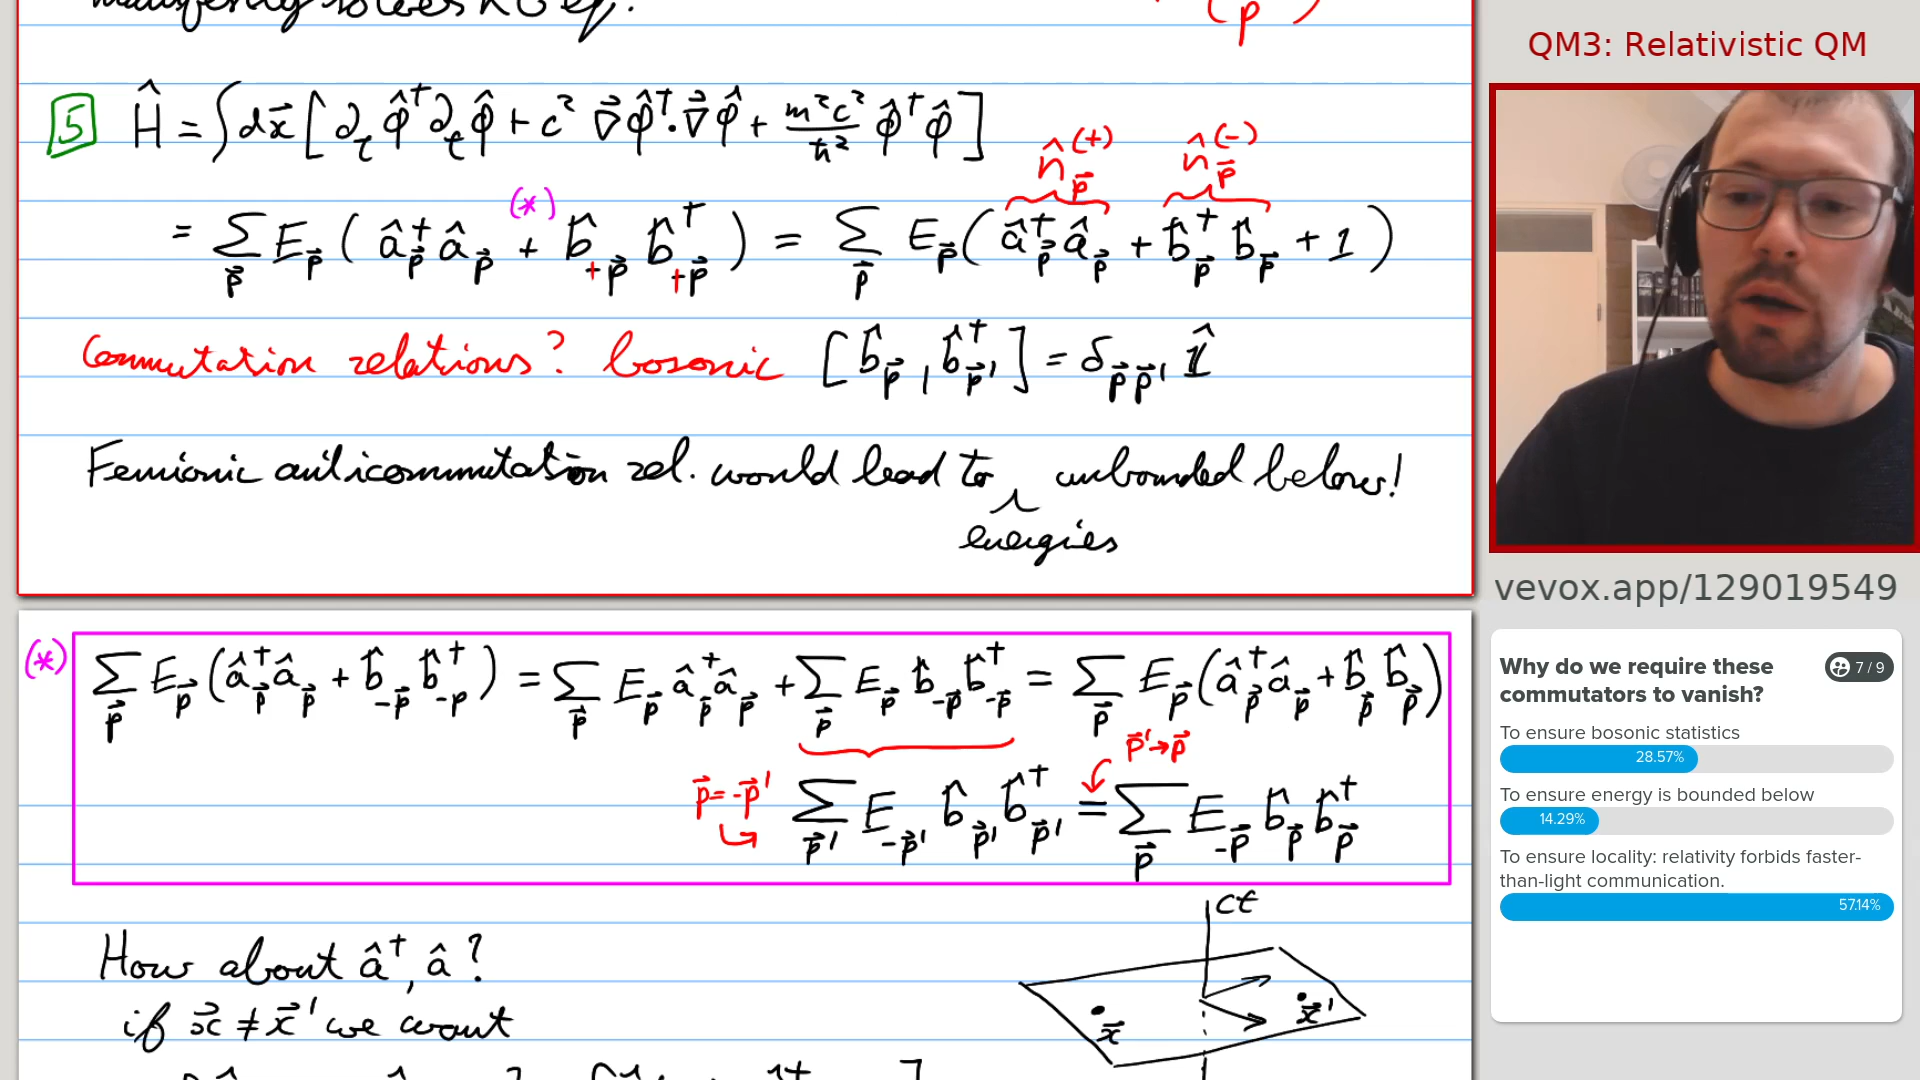 5 Ĥ = ∫dx⃗ [∂ₜφ̂†∂ₜφ̂ + c² ∇⃗φ̂†·∇⃗φ̂ + m²c²/ħ² φ̂†φ̂]
n̂_p⃗^(+) n̂_p⃗^(-)
(*)
= Σ_p⃗ E_p⃗ (â†_p⃗ â_p⃗ + b̂_+p⃗ b̂†_+p⃗) = Σ_p⃗ E_p⃗ (â†_p⃗ â_p⃗ + b̂†_p⃗ b̂_p⃗ + 1)
Commutation relations? bosonic [b̂_p⃗, b̂†_p⃗'] = δ_p⃗p⃗' 1̂
Fermionic anticommutation rel. would lead to energies unbounded below!
(*) Σ_p⃗ E_p⃗ (â†_p⃗ â_p⃗ + b̂_-p⃗ b̂†_-p) = Σ_p⃗ E_p⃗ â†_p⃗ â_p⃗ + Σ_p⃗ E_p⃗ b̂_-p⃗ b̂†_-p⃗ = Σ_p⃗ E_p⃗ (â†_p⃗ â_p⃗ + b̂_p⃗ b̂_p⃗)
p⃗'→p⃗
p⃗=-p⃗' Σ_p⃗' E_-p⃗' b̂_p⃗' b̂†_p⃗' = Σ_p⃗ E_-p⃗ b̂_p⃗ b̂†_p⃗
How about â†, â?
if x⃗ ≠ x⃗' we want
ct
x⃗ x⃗'
QM3: Relativistic QM
vevox.app/129019549
Why do we require these commutators to vanish?
7 / 9
To ensure bosonic statistics
28.57%
To ensure energy is bounded below
14.29%
To ensure locality: relativity forbids faster-
than-light communication.
57.14%